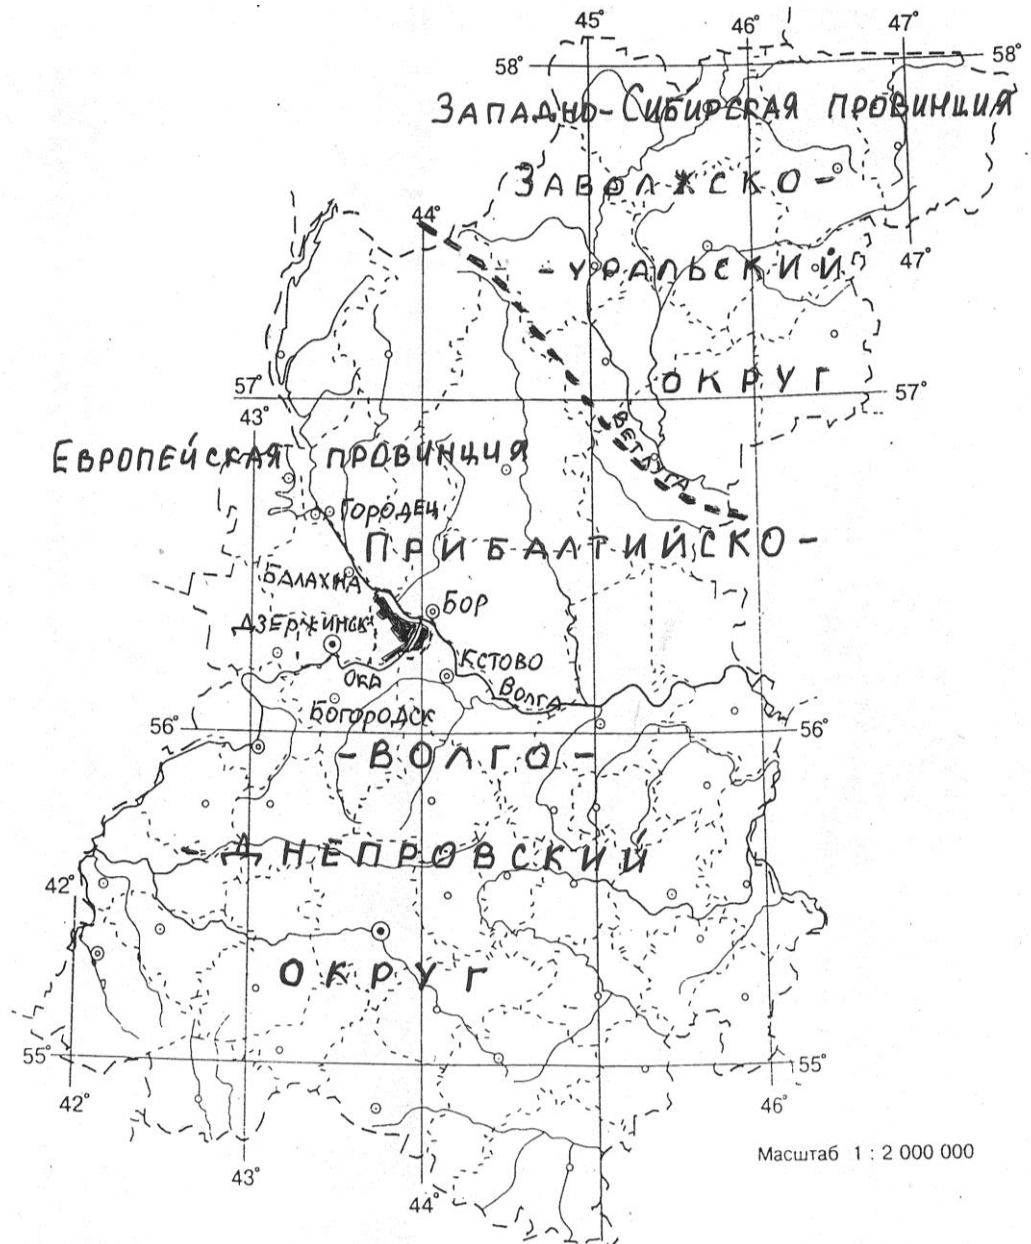 45° 46° 47°
58° 58°
ЗАПАДНО-СИБИРСКАЯ ПРОВИНЦИЯ
ЗАВОЛЖСКО-
44°
-УРАЛЬСКИЙ
47°
ОКРУГ
57° 57°
43°
ВЕТЛУГА
ЕВРОПЕЙСКАЯ ПРОВИНЦИЯ
ГОРОДЕЦ
ПРИБАЛТИЙСКО-
БАЛАХНА
БОР
ДЗЕРЖИНСК
КСТОВО
ОКА
ВОЛГА
БОГОРОДСК
56° 56°
-ВОЛГО-
-ДНЕПРОВСКИЙ
42°
ОКРУГ
55° 55°
42° 46°
Масштаб 1 : 2 000 000
43°
44°